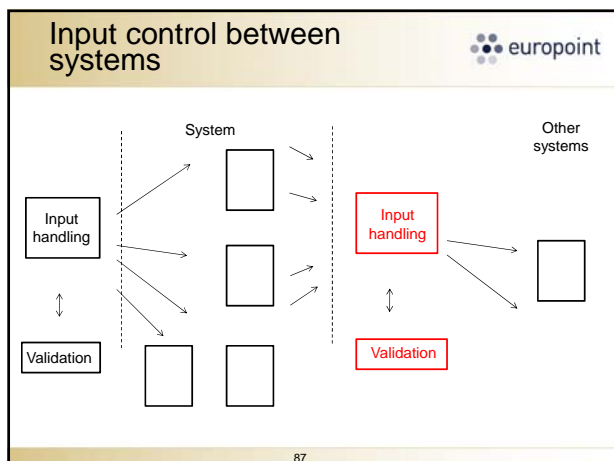 Input control between
systems
europoint
System
Other
systems
Input
handling
Input
handling
Validation
Validation
87